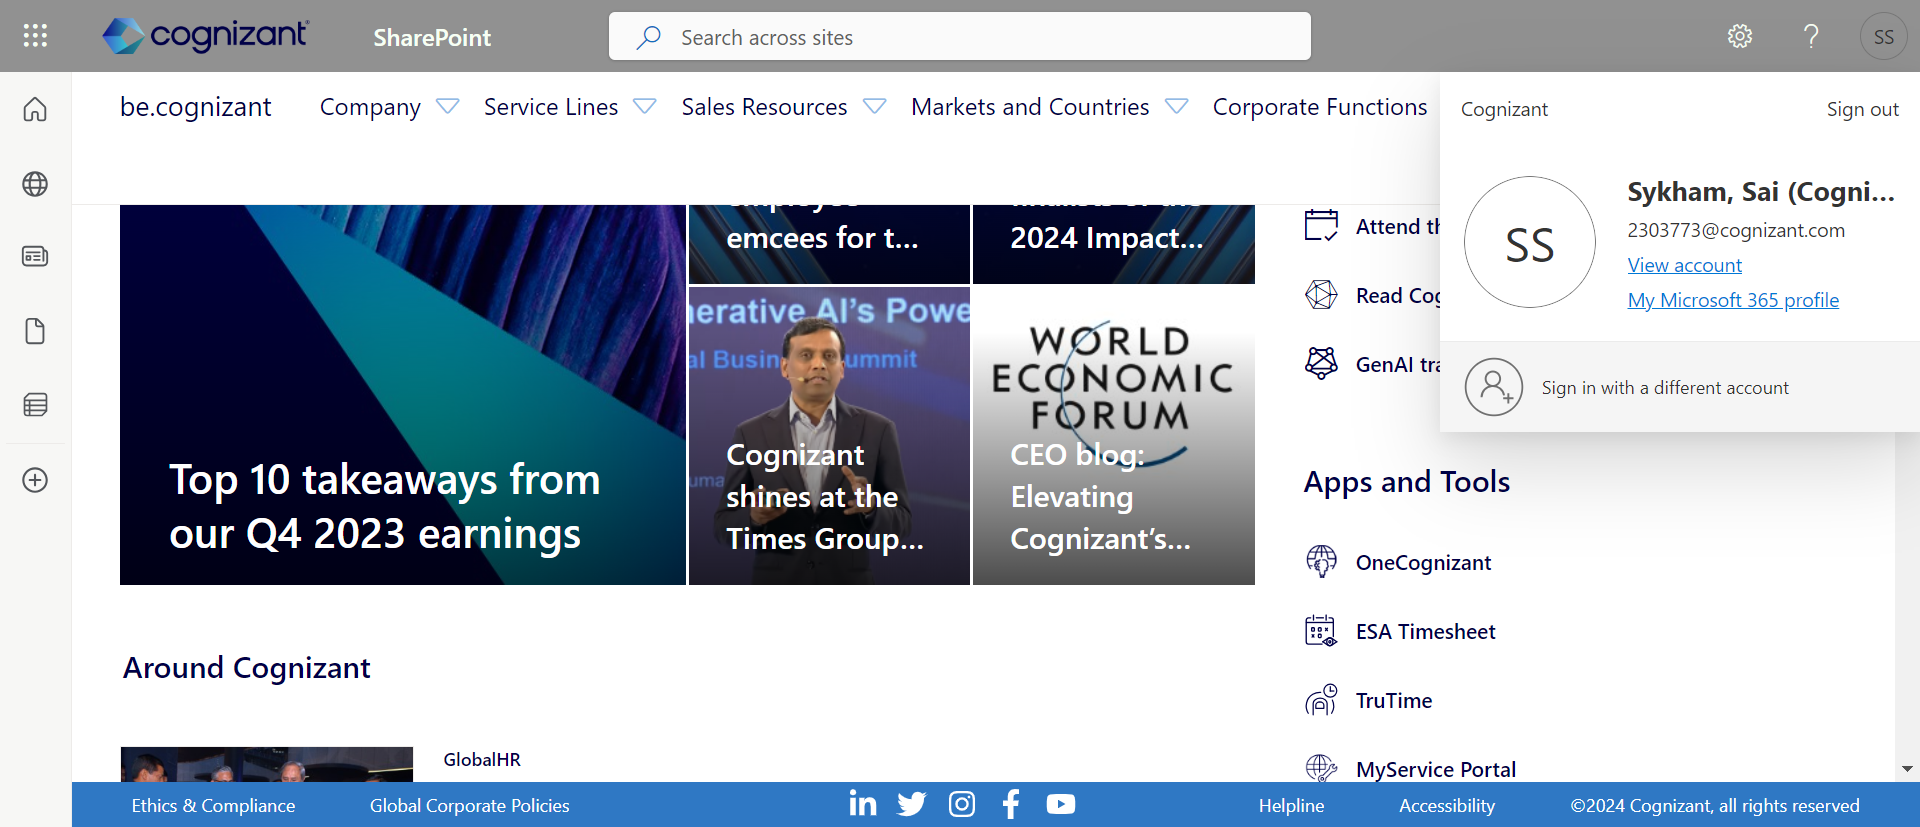 cognizant
SharePoint
Search across sites
SS
be.cognizant
Company
Service Lines
Sales Resources
Markets and Countries
Corporate Functions
Cognizant
Sign out
SS
Sykham, Sai (Cogni...
2303773@cognizant.com
View account
My Microsoft 365 profile
Sign in with a different account
emcees for t...
2024 Impact...
Top 10 takeaways from
our Q4 2023 earnings
nerative AI’s Powe
al Business Summit
Cognizant
shines at the
Times Group...
WORLD
ECONOMIC
FORUM
CEO blog:
Elevating
Cognizant’s...
Attend th
Read Cog
GenAI tra
Apps and Tools
OneCognizant
ESA Timesheet
TruTime
MyService Portal
Around Cognizant
GlobalHR
Ethics & Compliance
Global Corporate Policies
Helpline
Accessibility
©2024 Cognizant, all rights reserved